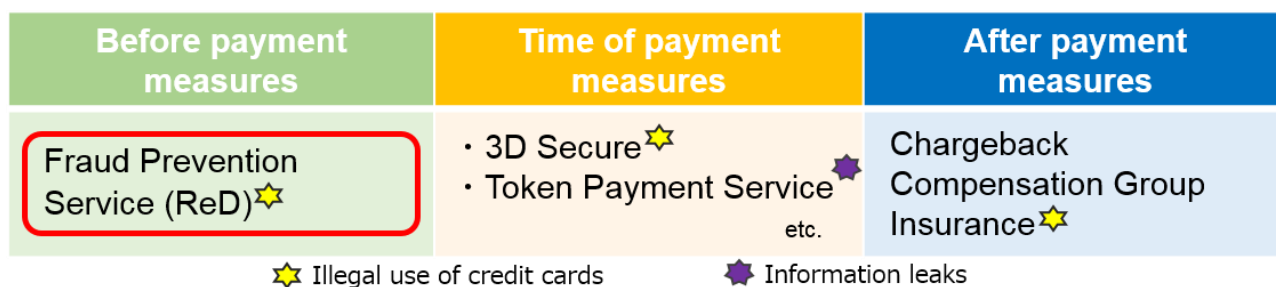 Before payment
measures
Time of payment
measures
After payment
measures
Fraud Prevention
Service (ReD)
・3D Secure
・Token Payment Service
etc.
Chargeback
Compensation Group
Insurance
Illegal use of credit cards
Information leaks